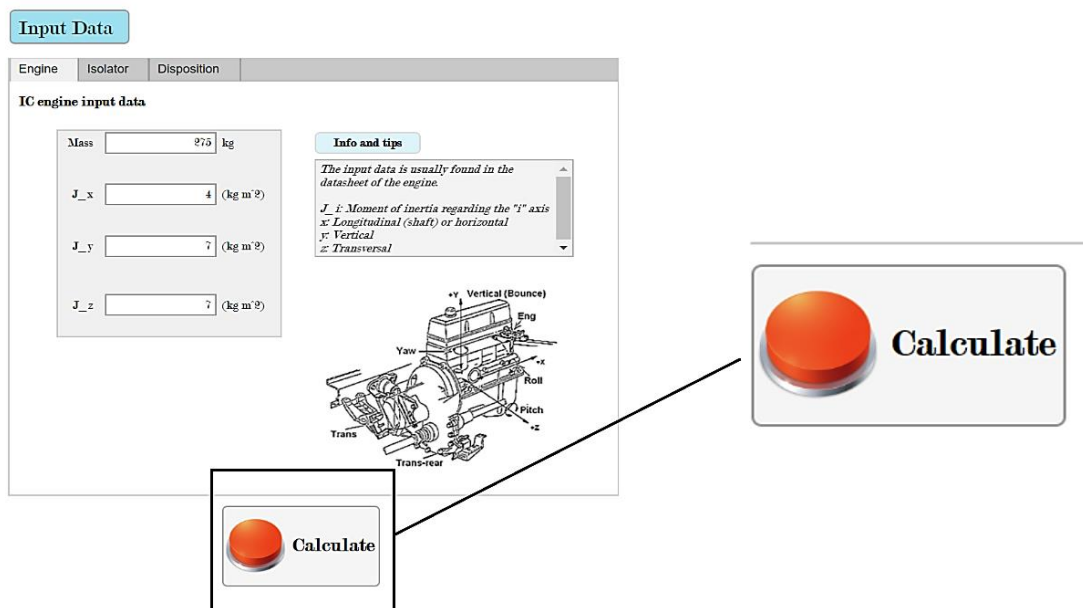 Input Data
Engine Isolator Disposition
IC engine input data
Mass 275 kg
J_x 4 (kg m^2)
J_y 7 (kg m^2)
J_z 7 (kg m^2)
Info and tips
The input data is usually found in the
datasheet of the engine.
J_i: Moment of inertia regarding the "i" axis
x: Longitudinal (shaft) or horizontal
y: Vertical
z: Transversal
+Y Vertical (Bounce)
Eng
Yaw
+X
Roll
Pitch
+Z
Trans
Trans-rear
Calculate
Calculate